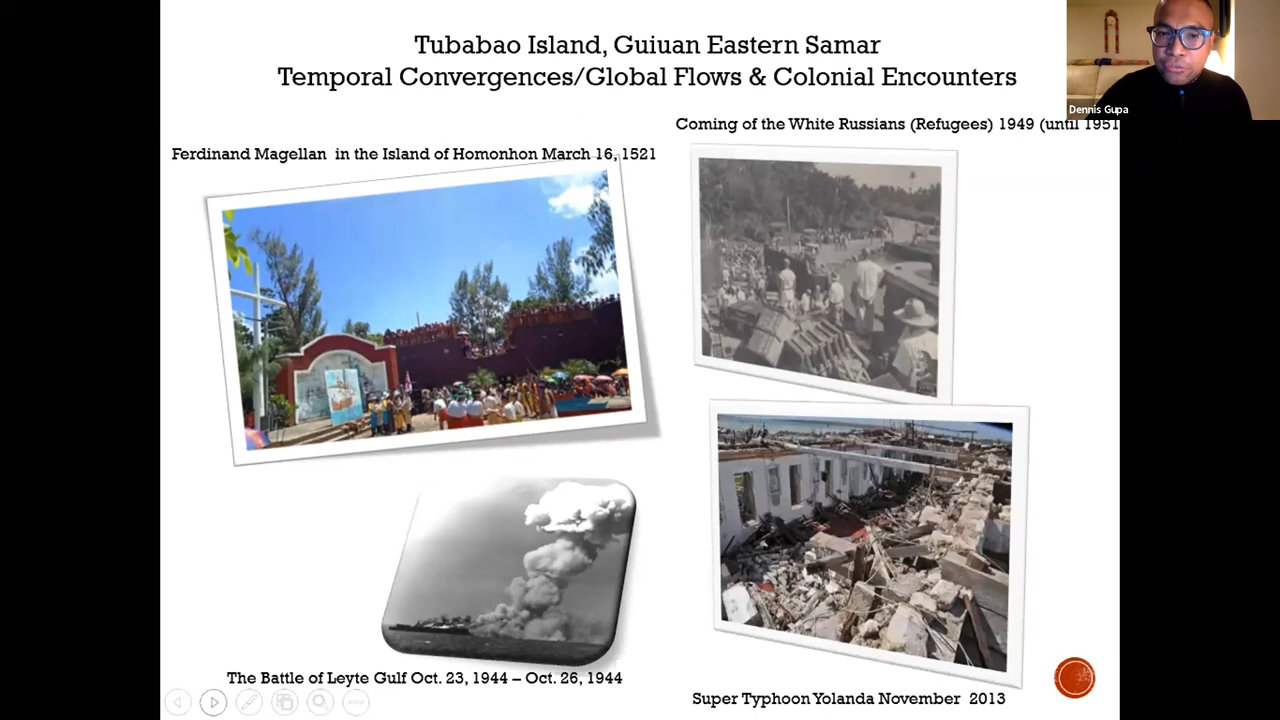 Tubabao Island, Guiuan Eastern Samar
Temporal Convergences/Global Flows & Colonial Encounters
Dennis Gupa
Coming of the White Russians (Refugees) 1949 (until 1951
Ferdinand Magellan in the Island of Homonhon March 16, 1521
The Battle of Leyte Gulf Oct. 23, 1944 – Oct. 26, 1944
Super Typhoon Yolanda November 2013